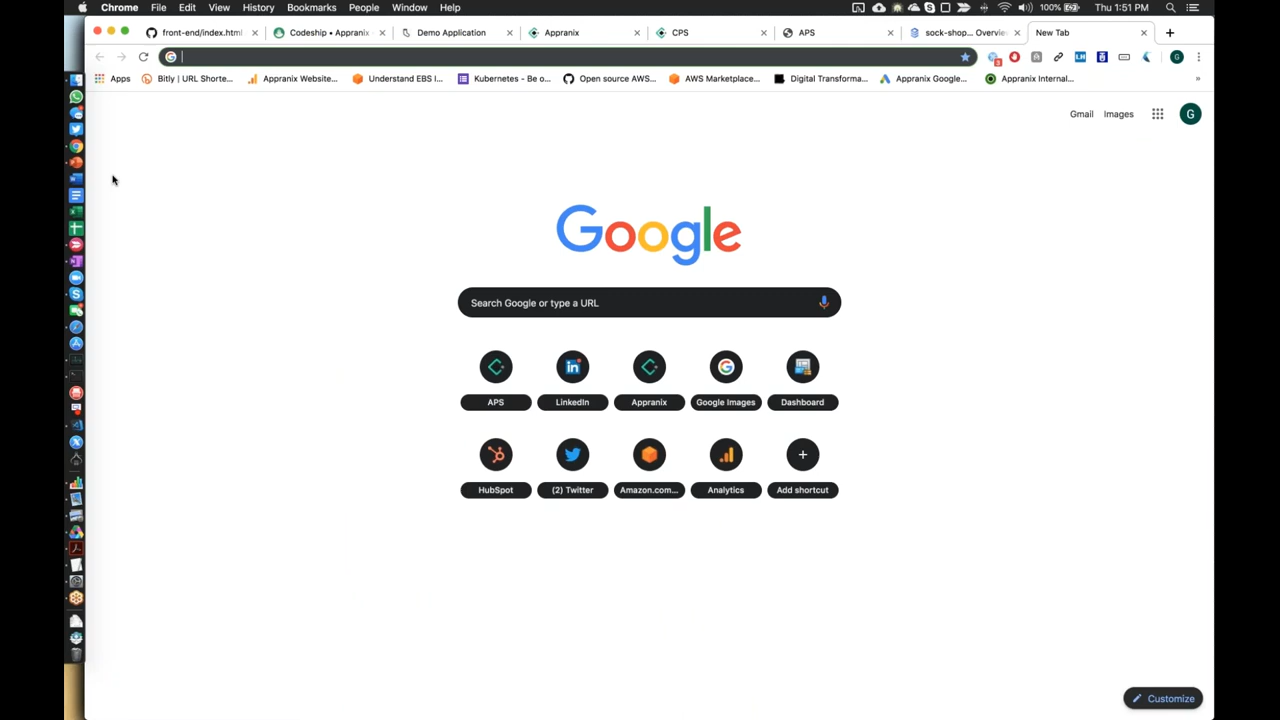 Chrome File Edit View History Bookmarks People Window Help 100% Thu 1:51 PM
front-end/index.html Codeship • Appranix Demo Application Appranix CPS APS sock-shop... Overvie New Tab
Apps Bitly | URL Shorte... Appranix Website... Understand EBS I... Kubernetes - Be o... Open source AWS... AWS Marketplace... Digital Transforma... Appranix Google... Appranix Internal... »
Gmail Images G
Google
Search Google or type a URL
APS LinkedIn Appranix Google Images Dashboard
HubSpot (2) Twitter Amazon.com... Analytics Add shortcut
Customize